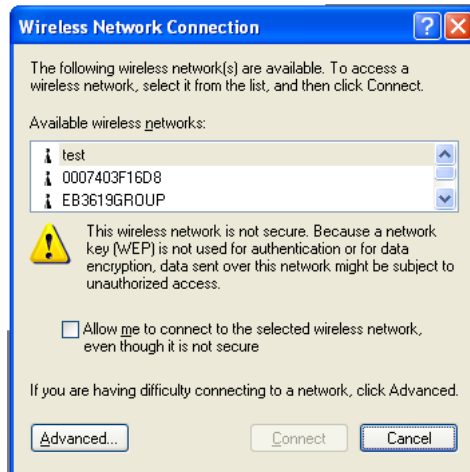 Wireless Network Connection
The following wireless network(s) are available. To access a
wireless network, select it from the list, and then click Connect.
Available wireless networks:
test
0007403F16D8
EB3619GROUP
This wireless network is not secure. Because a network
key (WEP) is not used for authentication or for data
encryption, data sent over this network might be subject to
unauthorized access.
Allow me to connect to the selected wireless network,
even though it is not secure
If you are having difficulty connecting to a network, click Advanced.
Advanced...
Connect
Cancel